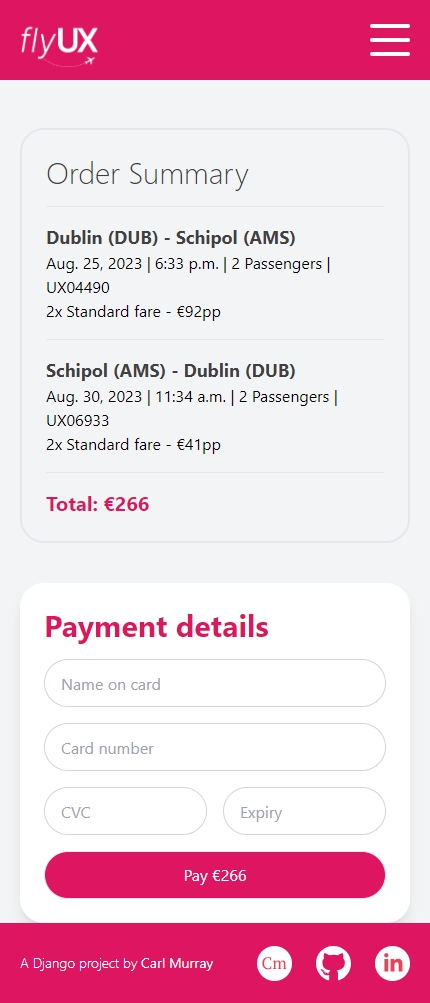 flyUX
Order Summary
Dublin (DUB) - Schipol (AMS)
Aug. 25, 2023 | 6:33 p.m. | 2 Passengers |
UX04490
2x Standard fare - €92pp
Schipol (AMS) - Dublin (DUB)
Aug. 30, 2023 | 11:34 a.m. | 2 Passengers |
UX06933
2x Standard fare - €41pp
Total: €266
Payment details
Name on card
Card number
CVC Expiry
Pay €266
A Django project by Carl Murray Cm in